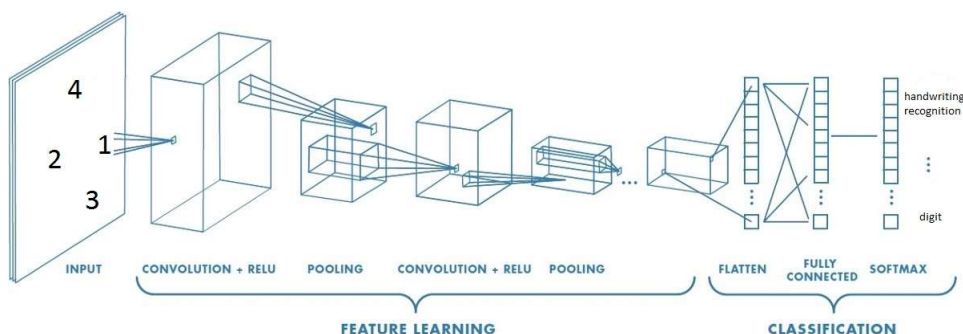 4
1
2
3
handwriting
recognition
digit
INPUT
CONVOLUTION + RELU
POOLING
CONVOLUTION + RELU
POOLING
FLATTEN
FULLY
CONNECTED
SOFTMAX
FEATURE LEARNING
CLASSIFICATION